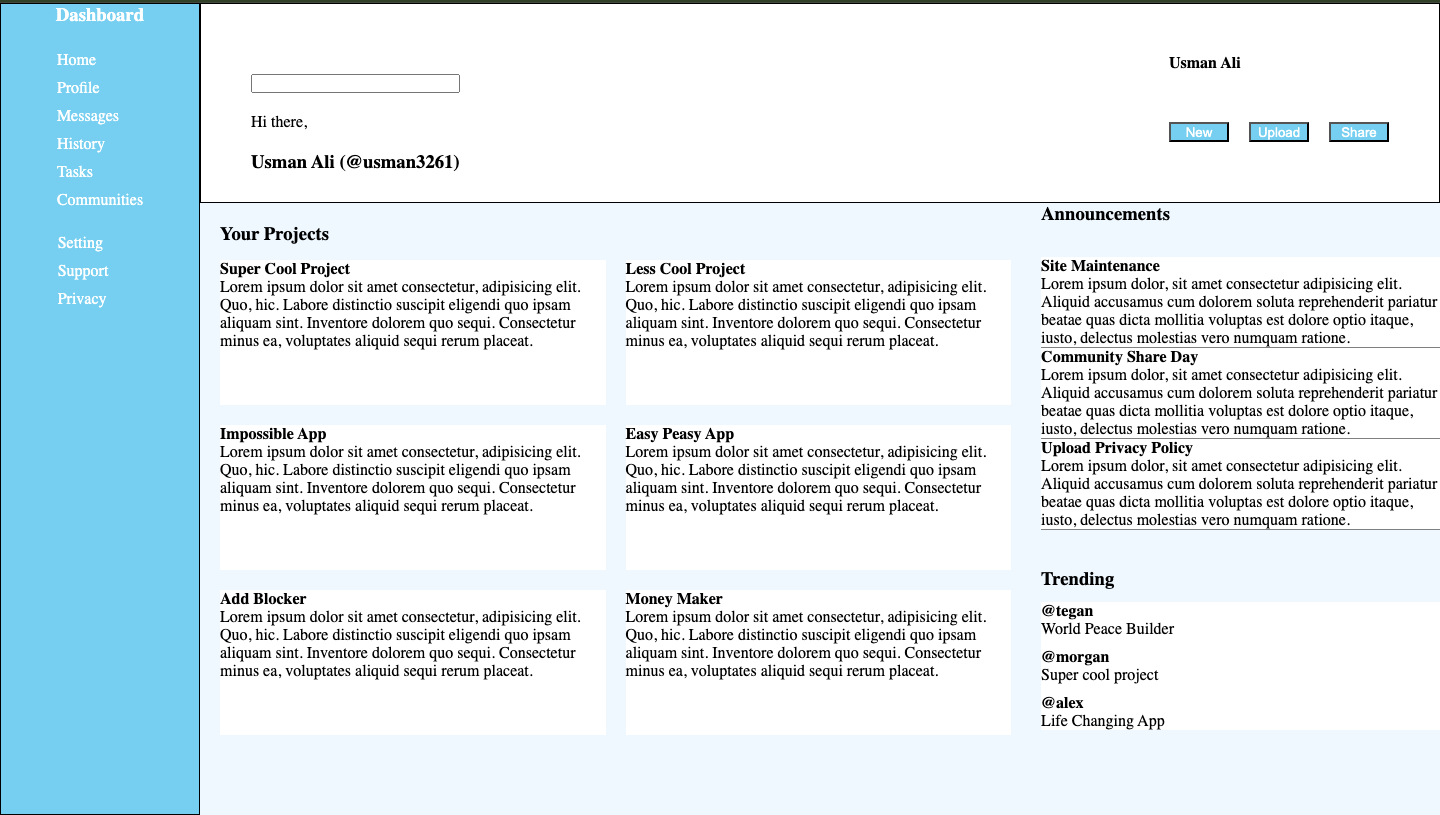 Dashboard
Home
Profile
Messages
History
Tasks
Communities
Setting
Support
Privacy
Usman Ali
Hi there,
Usman Ali (@usman3261)
New
Upload
Share
Your Projects
Super Cool Project
Lorem ipsum dolor sit amet consectetur, adipisicing elit.
Quo, hic. Labore distinctio suscipit eligendi quo ipsam
aliquam sint. Inventore dolorem quo sequi. Consectetur
minus ea, voluptates aliquid sequi rerum placeat.
Less Cool Project
Lorem ipsum dolor sit amet consectetur, adipisicing elit.
Quo, hic. Labore distinctio suscipit eligendi quo ipsam
aliquam sint. Inventore dolorem quo sequi. Consectetur
minus ea, voluptates aliquid sequi rerum placeat.
Impossible App
Lorem ipsum dolor sit amet consectetur, adipisicing elit.
Quo, hic. Labore distinctio suscipit eligendi quo ipsam
aliquam sint. Inventore dolorem quo sequi. Consectetur
minus ea, voluptates aliquid sequi rerum placeat.
Easy Peasy App
Lorem ipsum dolor sit amet consectetur, adipisicing elit.
Quo, hic. Labore distinctio suscipit eligendi quo ipsam
aliquam sint. Inventore dolorem quo sequi. Consectetur
minus ea, voluptates aliquid sequi rerum placeat.
Add Blocker
Lorem ipsum dolor sit amet consectetur, adipisicing elit.
Quo, hic. Labore distinctio suscipit eligendi quo ipsam
aliquam sint. Inventore dolorem quo sequi. Consectetur
minus ea, voluptates aliquid sequi rerum placeat.
Money Maker
Lorem ipsum dolor sit amet consectetur, adipisicing elit.
Quo, hic. Labore distinctio suscipit eligendi quo ipsam
aliquam sint. Inventore dolorem quo sequi. Consectetur
minus ea, voluptates aliquid sequi rerum placeat.
Announcements
Site Maintenance
Lorem ipsum dolor, sit amet consectetur adipisicing elit.
Aliquid accusamus cum dolorem soluta reprehenderit pariatur
beatae quas dicta mollitia voluptas est dolore optio itaque,
iusto, delectus molestias vero numquam ratione.
Community Share Day
Lorem ipsum dolor, sit amet consectetur adipisicing elit.
Aliquid accusamus cum dolorem soluta reprehenderit pariatur
beatae quas dicta mollitia voluptas est dolore optio itaque,
iusto, delectus molestias vero numquam ratione.
Upload Privacy Policy
Lorem ipsum dolor, sit amet consectetur adipisicing elit.
Aliquid accusamus cum dolorem soluta reprehenderit pariatur
beatae quas dicta mollitia voluptas est dolore optio itaque,
iusto, delectus molestias vero numquam ratione.
Trending
@tegan
World Peace Builder
@morgan
Super cool project
@alex
Life Changing App